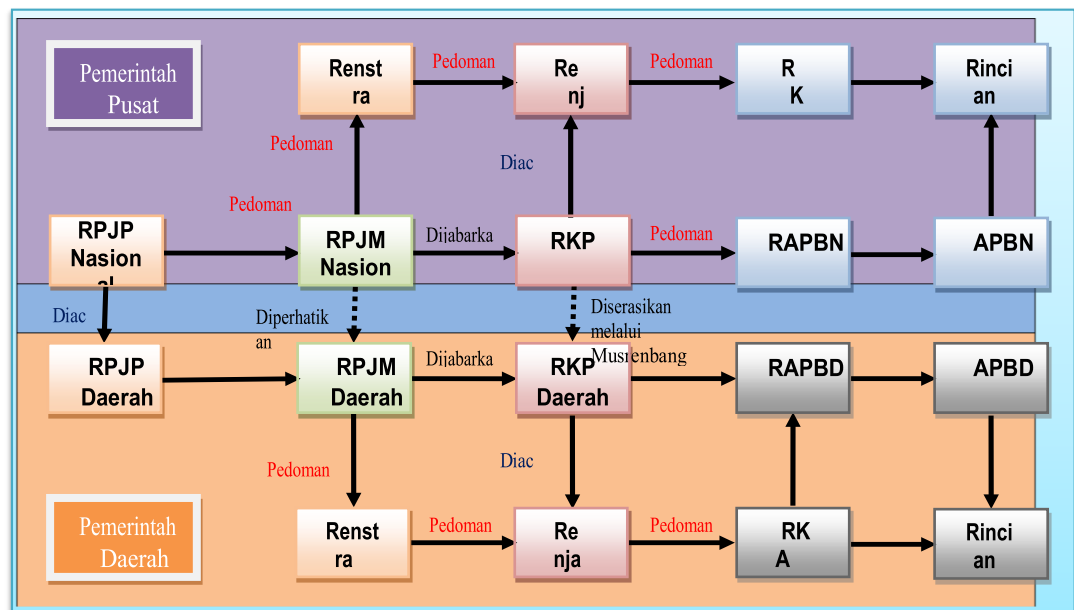 Pemerintah
Pusat
Renst
ra
Pedoman
Re
nj
Pedoman
R
K
Rinci
an
Pedoman
Diac
Pedoman
RPJP
Nasion
al
RPJM
Nasion
Dijabarka
RKP
Pedoman
RAPBN
APBN
Diac
Diperhatik
an
Diserasikan
melalui
Musrenbang
RPJP
Daerah
RPJM
Daerah
Dijabarka
RKP
Daerah
RAPBD
APBD
Pedoman
Diac
Pemerintah
Daerah
Renst
ra
Pedoman
Re
nja
Pedoman
RK
A
Rinci
an